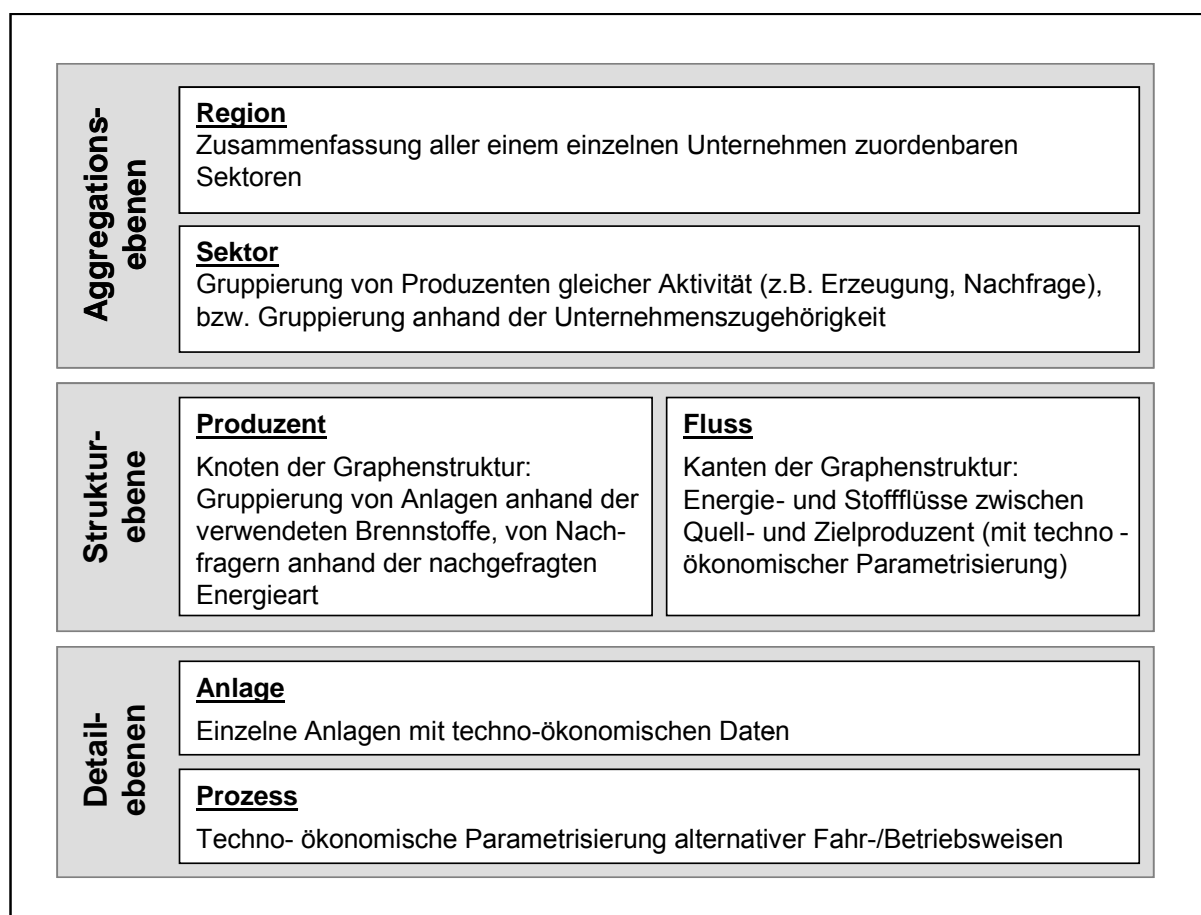 Aggregations-
ebenen
Region
Zusammenfassung aller einem einzelnen Unternehmen zuordenbaren
Sektoren
Sektor
Gruppierung von Produzenten gleicher Aktivität (z.B. Erzeugung, Nachfrage),
bzw. Gruppierung anhand der Unternehmenszugehörigkeit
Struktur-
ebene
Produzent
Knoten der Graphenstruktur:
Gruppierung von Anlagen anhand der
verwendeten Brennstoffe, von Nach-
fragern anhand der nachgefragten
Energieart
Fluss
Kanten der Graphenstruktur:
Energie- und Stoffflüsse zwischen
Quell- und Zielproduzent (mit techno -
ökonomischer Parametrisierung)
Detail-
ebenen
Anlage
Einzelne Anlagen mit techno-ökonomischen Daten
Prozess
Techno- ökonomische Parametrisierung alternativer Fahr-/Betriebsweisen